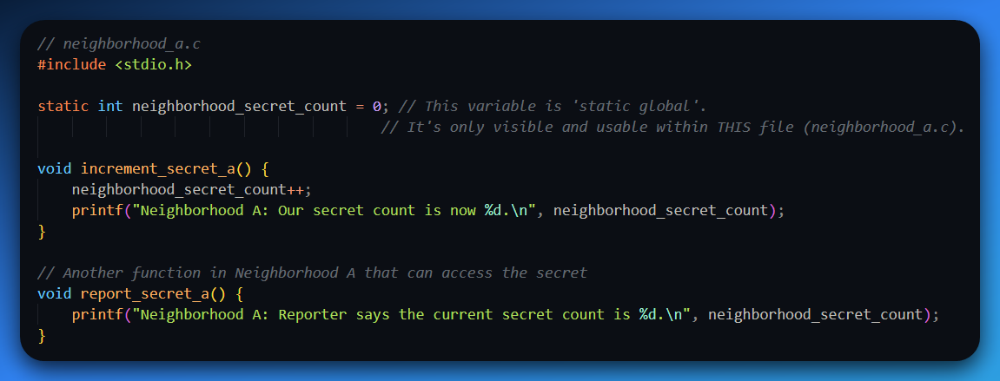 // neighborhood_a.c
#include <stdio.h>
static int neighborhood_secret_count = 0; // This variable is 'static global'.
// It's only visible and usable within THIS file (neighborhood_a.c).
void increment_secret_a() {
neighborhood_secret_count++;
printf("Neighborhood A: Our secret count is now %d.\n", neighborhood_secret_count);
}
// Another function in Neighborhood A that can access the secret
void report_secret_a() {
printf("Neighborhood A: Reporter says the current secret count is %d.\n", neighborhood_secret_count);
}